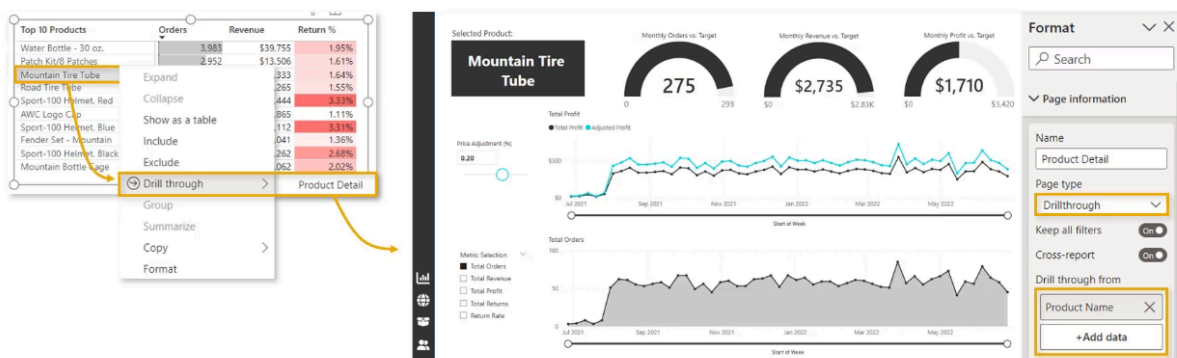 Top 10 Products Orders Revenue Return %
Water Bottle - 30 oz. 3,983 $39,755 1.95%
Patch Kit/8 Patches 2,952 $13,506 1.61%
Mountain Tire Tube 333 1.64%
Road Tire Tube 265 1.55%
Sport-100 Helmet, Red 444 3.33%
AWC Logo Cap 865 1.11%
Sport-100 Helmet, Blue 112 3.31%
Fender Set - Mountain 041 1.36%
Sport-100 Helmet, Black 262 2.68%
Mountain Bottle Cage 062 2.02%
Expand
Collapse
Show as a table
Include
Exclude
Drill through
Product Detail
Group
Summarize
Copy
Format
Selected Product:
Mountain Tire
Tube
Monthly Orders vs. Target
275
0 293
Monthly Revenue vs. Target
$2,735
$0 $2.83K
Monthly Profit vs. Target
$1,710
$0 $3,420
Price Adjustment (%)
0.20
Total Profit
Total Profit Adjusted Profit
$500
$0
Jul 2021 Sep 2021 Nov 2021 Jan 2022 Mar 2022 May 2022
Start of Week
Metric Selection
Total Orders
Total Revenue
Total Profit
Total Returns
Return Rate
Total Orders
100
50
0
Jul 2021 Sep 2021 Nov 2021 Jan 2022 Mar 2022 May 2022
Start of Week
Format
Search
Page information
Name
Product Detail
Page type
Drillthrough
Keep all filters On
Cross-report On
Drill through from
Product Name
+Add data